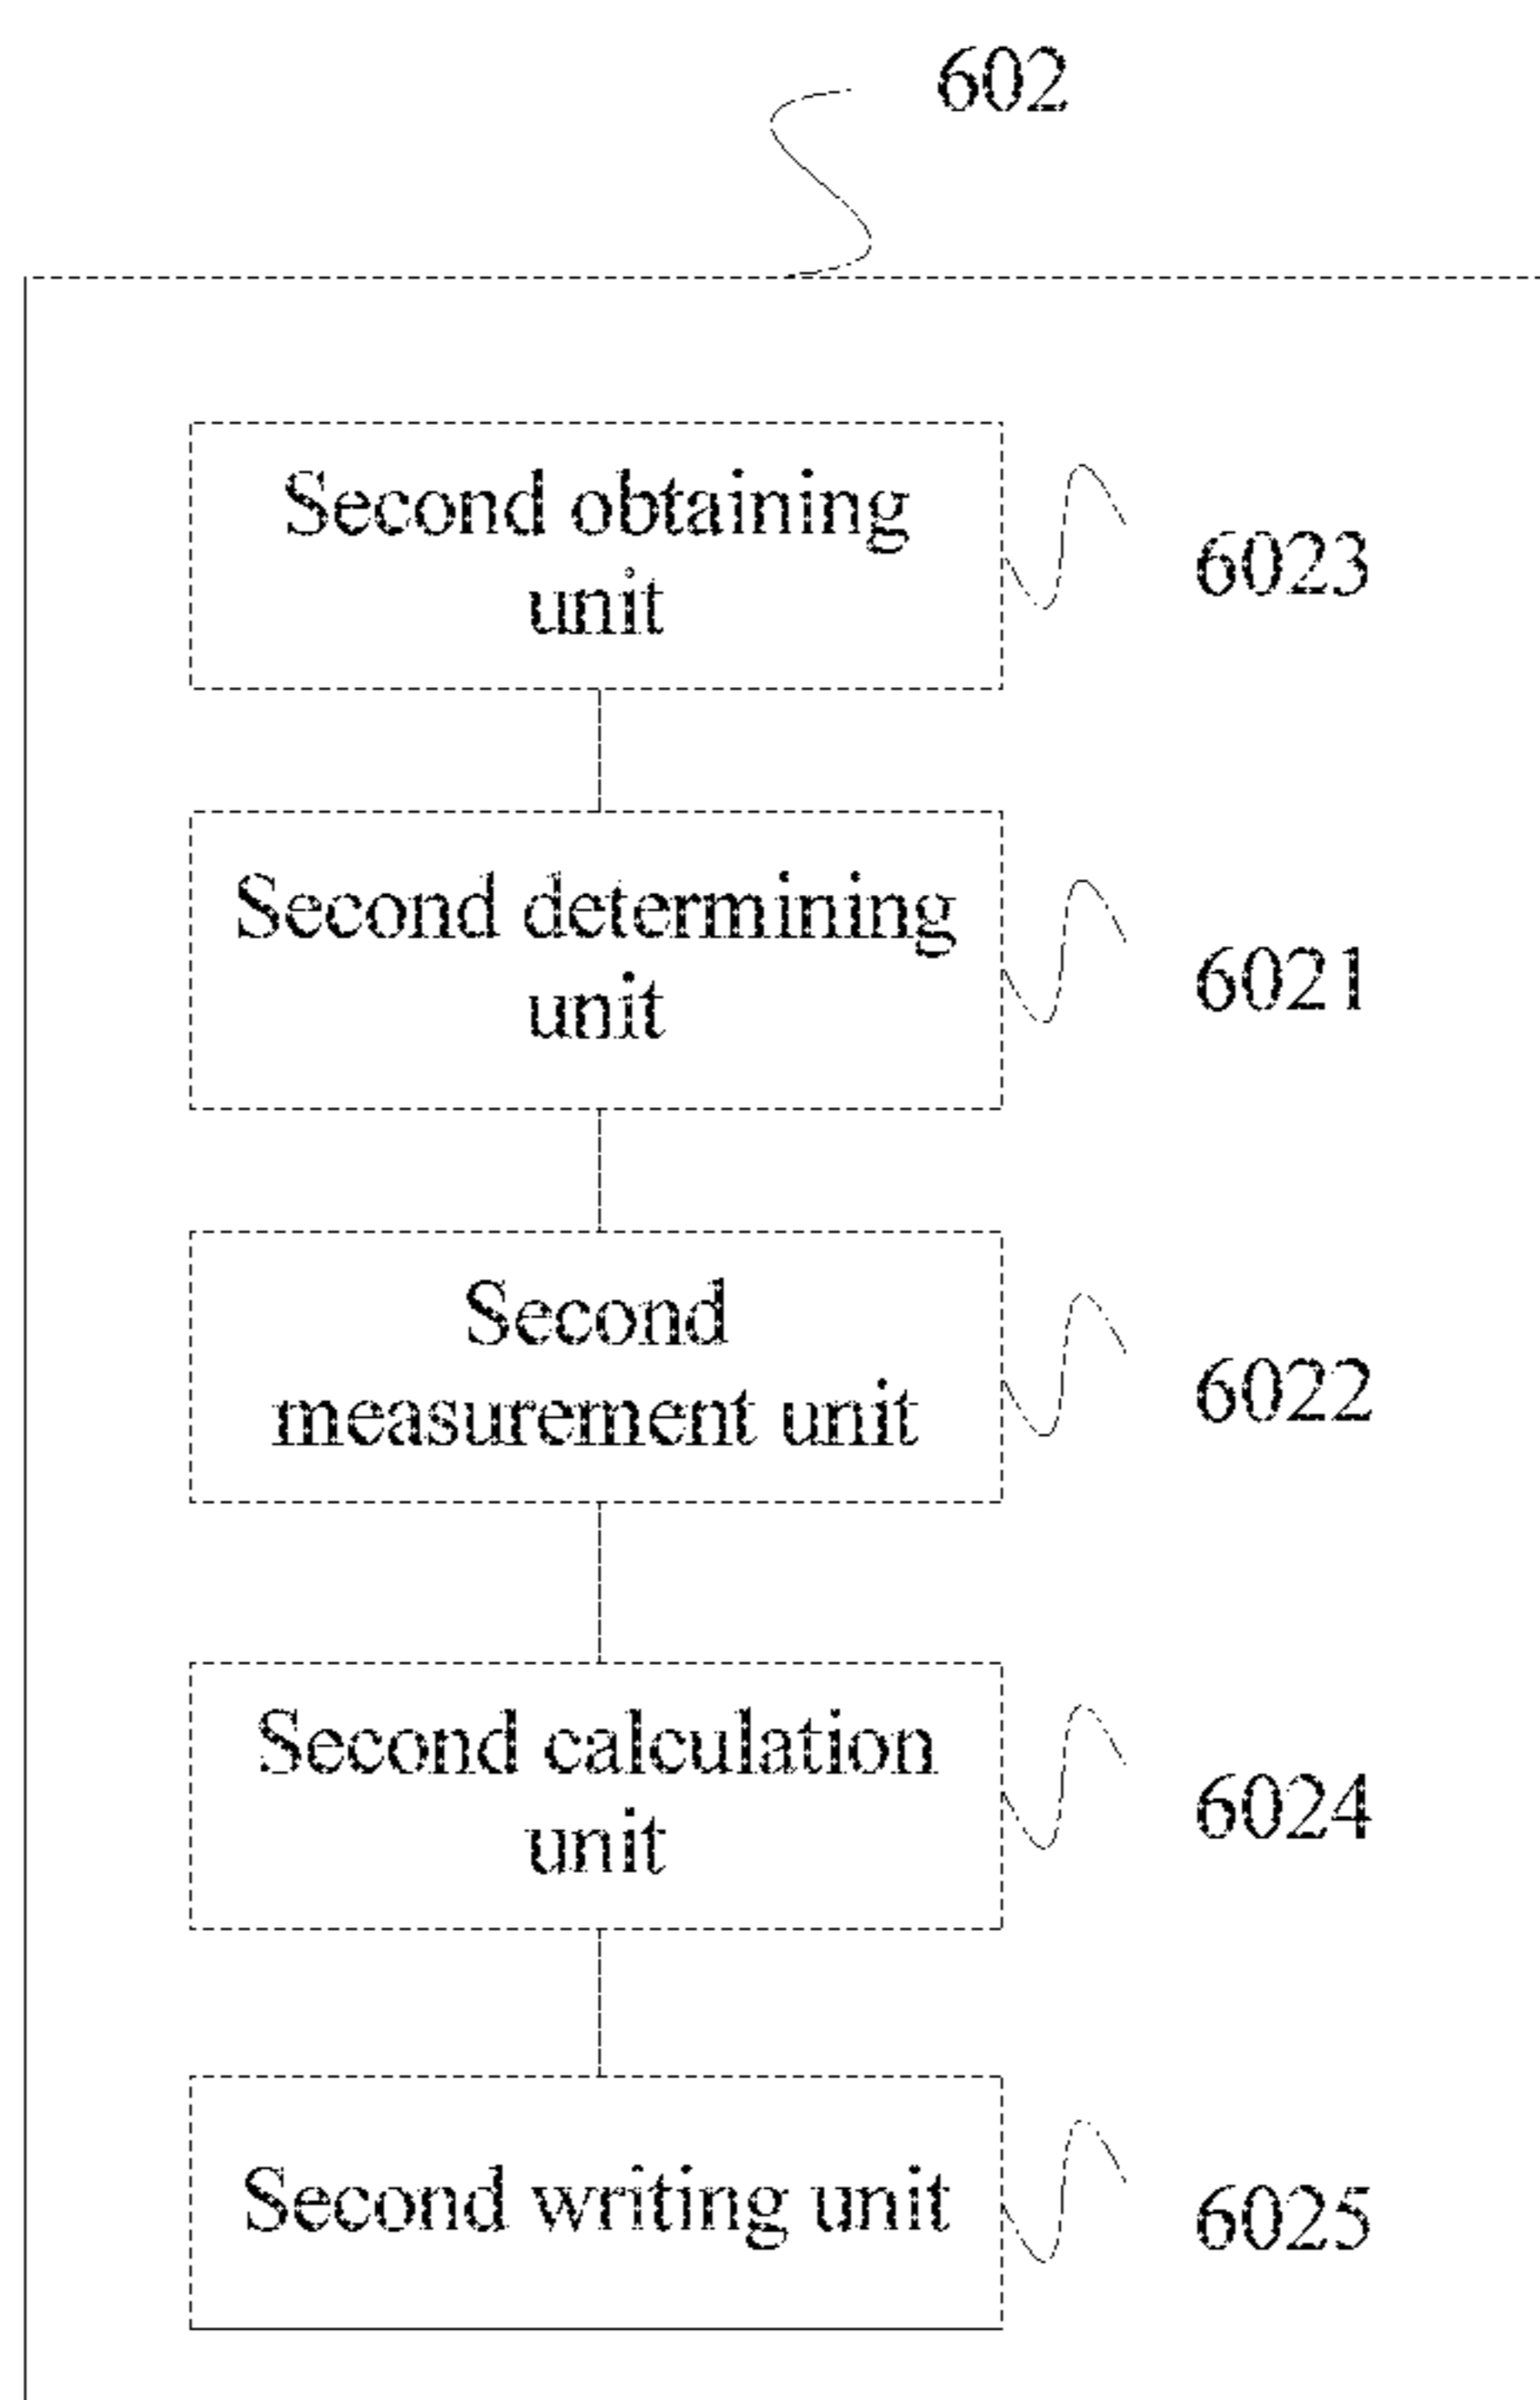 602
Second obtaining
unit
6023
Second determining
unit
6021
Second
measurement unit
6022
Second calculation
unit
6024
Second writing unit
6025